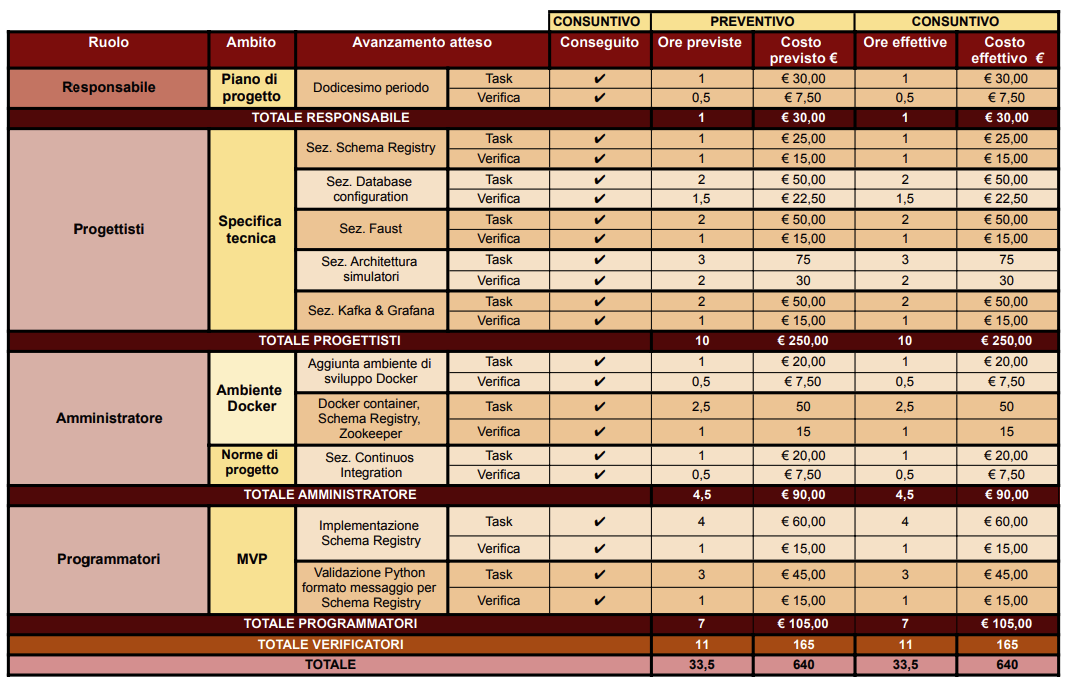 CONSUNTIVO PREVENTIVO CONSUNTIVO
Ruolo Ambito Avanzamento atteso Conseguito Ore previste Costo previsto € Ore effettive Costo effettivo €
Responsabile Piano di progetto Dodicesimo periodo Task ✔ 1 € 30,00 1 € 30,00
Verifica ✔ 0,5 € 7,50 0,5 € 7,50
TOTALE RESPONSABILE 1 € 30,00 1 € 30,00
Progettisti Specifica tecnica Sez. Schema Registry Task ✔ 1 € 25,00 1 € 25,00
Verifica ✔ 1 € 15,00 1 € 15,00
Sez. Database configuration Task ✔ 2 € 50,00 2 € 50,00
Verifica ✔ 1,5 € 22,50 1,5 € 22,50
Sez. Faust Task ✔ 2 € 50,00 2 € 50,00
Verifica ✔ 1 € 15,00 1 € 15,00
Sez. Architettura simulatori Task ✔ 3 75 3 75
Verifica ✔ 2 30 2 30
Sez. Kafka & Grafana Task ✔ 2 € 50,00 2 € 50,00
Verifica ✔ 1 € 15,00 1 € 15,00
TOTALE PROGETTISTI 10 € 250,00 10 € 250,00
Amministratore Ambiente Docker Aggiunta ambiente di sviluppo Docker Task ✔ 1 € 20,00 1 € 20,00
Verifica ✔ 0,5 € 7,50 0,5 € 7,50
Docker container, Schema Registry, Zookeeper Task ✔ 2,5 50 2,5 50
Verifica ✔ 1 15 1 15
Norme di progetto Sez. Continuos Integration Task ✔ 1 € 20,00 1 € 20,00
Verifica ✔ 0,5 € 7,50 0,5 € 7,50
TOTALE AMMINISTRATORE 4,5 € 90,00 4,5 € 90,00
Programmatori MVP Implementazione Schema Registry Task ✔ 4 € 60,00 4 € 60,00
Verifica ✔ 1 € 15,00 1 € 15,00
Validazione Python formato messaggio per Schema Registry Task ✔ 3 € 45,00 3 € 45,00
Verifica ✔ 1 € 15,00 1 € 15,00
TOTALE PROGRAMMATORI 7 € 105,00 7 € 105,00
TOTALE VERIFICATORI 11 165 11 165
TOTALE 33,5 640 33,5 640